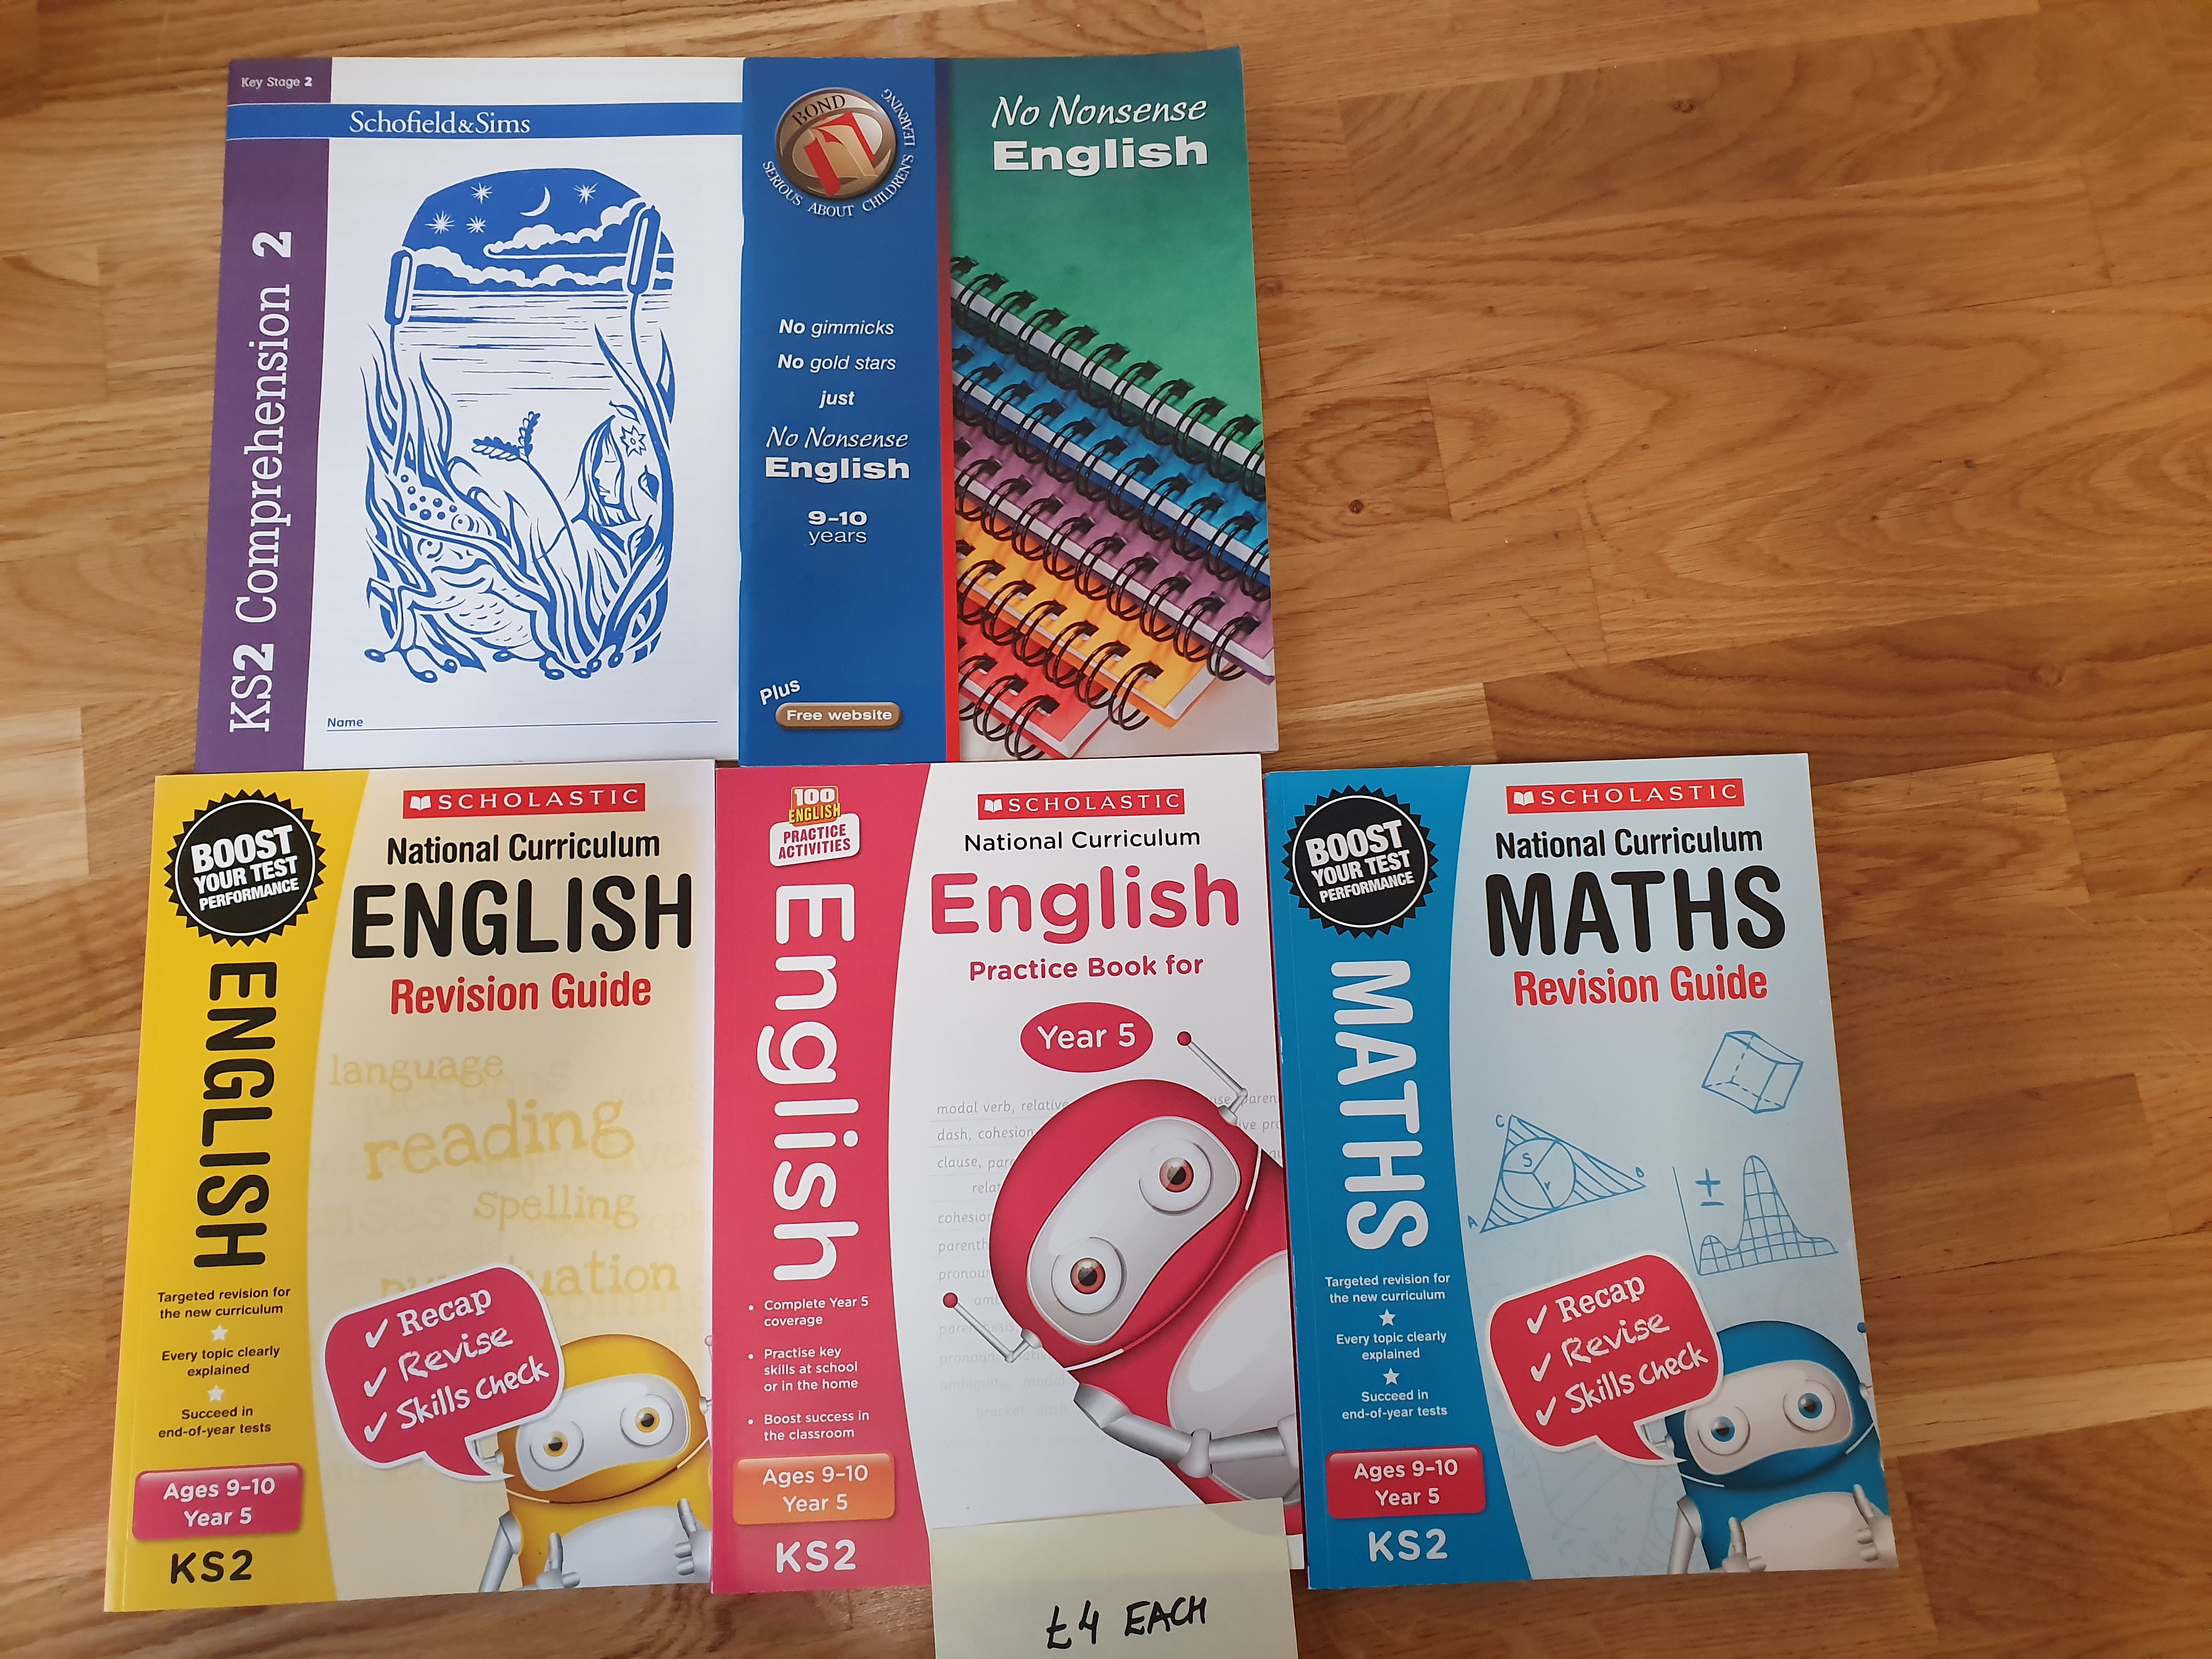 Key Stage 2
Schofield&Sims
KS2 Comprehension 2
Name
BOND
SERIOUS ABOUT CHILDREN'S LEARNING
No gimmicks
No gold stars
just
No Nonsense
English
9-10
years
Plus
Free website
No Nonsense
English
BOOST
YOUR TEST
PERFORMANCE
ENGLISH
Targeted revision for
the new curriculum
Every topic clearly
explained
Succeed in
end-of-year tests
Ages 9-10
Year 5
KS2
SCHOLASTIC
National Curriculum
ENGLISH
Revision Guide
language
reading
spelling
✓ Recap
✓ Revise
✓ Skills Check
100
ENGLISH
PRACTICE
ACTIVITIES
English
• Complete Year 5
coverage
• Practise key
skills at school
or in the home
• Boost success in
the classroom
Ages 9-10
Year 5
KS2
SCHOLASTIC
National Curriculum
English
Practice Book for
Year 5
modal verb, relative
dash, cohesion
clause,
£4 EACH
BOOST
YOUR TEST
PERFORMANCE
MATHS
Targeted revision for
the new curriculum
Every topic clearly
explained
Succeed in
end-of-year tests
Ages 9-10
Year 5
KS2
SCHOLASTIC
National Curriculum
MATHS
Revision Guide
A
C
S
B
±
✓ Recap
✓ Revise
✓ Skills Check